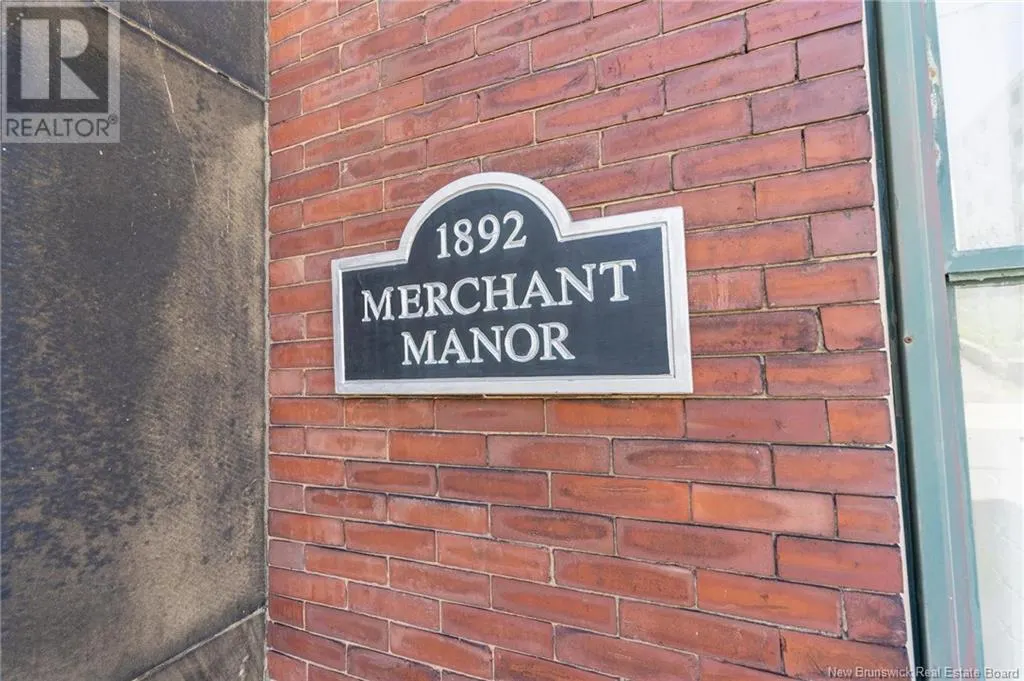 R
REALTOR®
1892
MERCHANT
MANOR
New Brunswick Real Estate Board